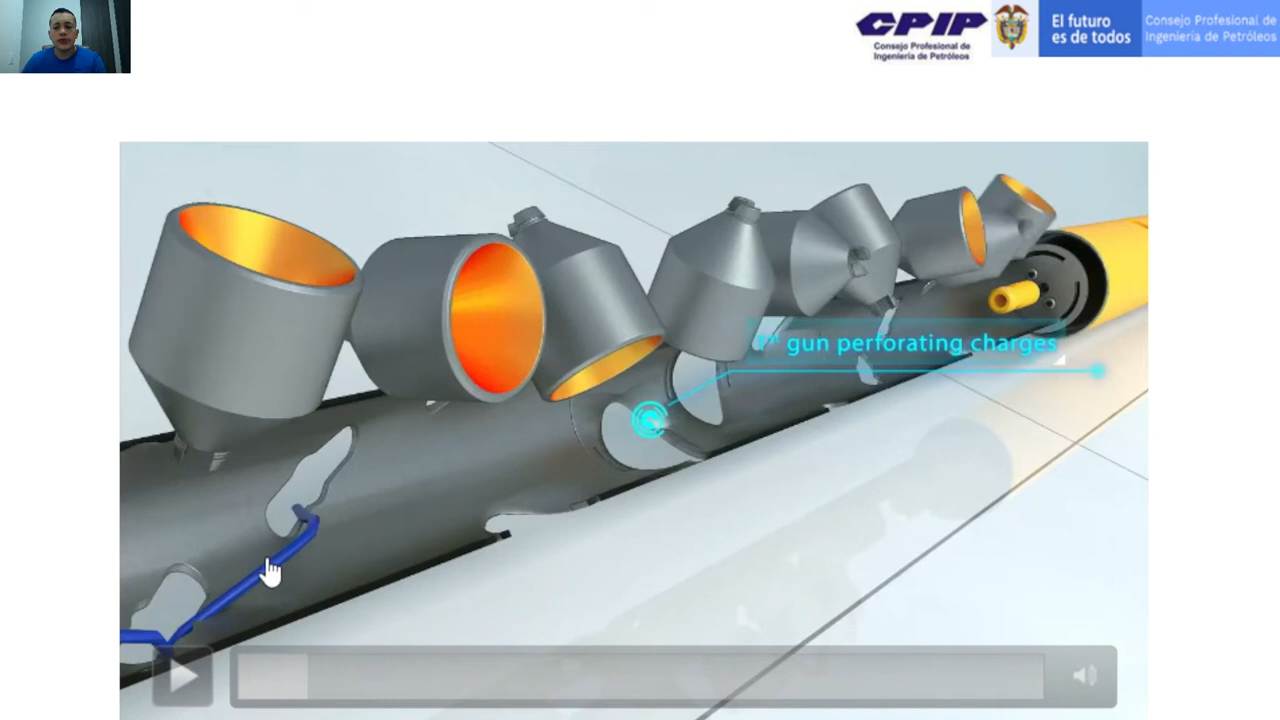 CPIP
Consejo Profesional de
Ingeniería de Petróleos
El futuro
es de todos
Consejo Profesional de
Ingeniería de Petróleos
gun perforating charges